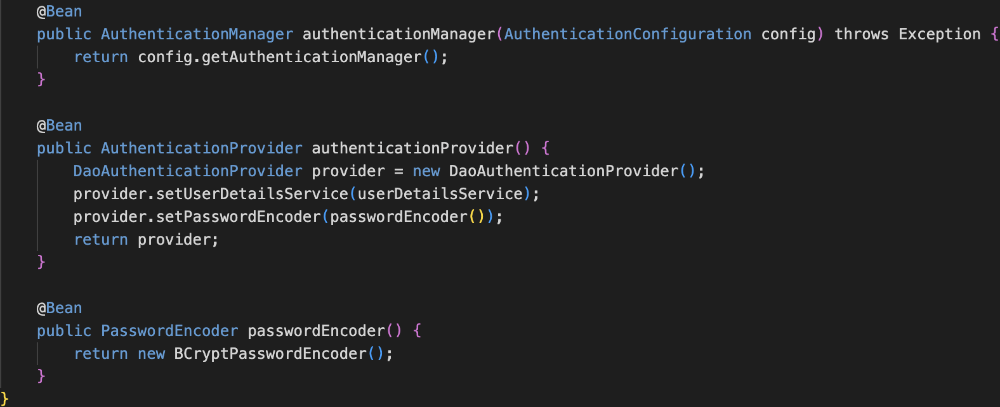 @Bean
public AuthenticationManager authenticationManager(AuthenticationConfiguration config) throws Exception {
return config.getAuthenticationManager();
}
@Bean
public AuthenticationProvider authenticationProvider() {
DaoAuthenticationProvider provider = new DaoAuthenticationProvider();
provider.setUserDetailsService(userDetailsService);
provider.setPasswordEncoder(passwordEncoder());
return provider;
}
@Bean
public PasswordEncoder passwordEncoder() {
return new BCryptPasswordEncoder();
}
}